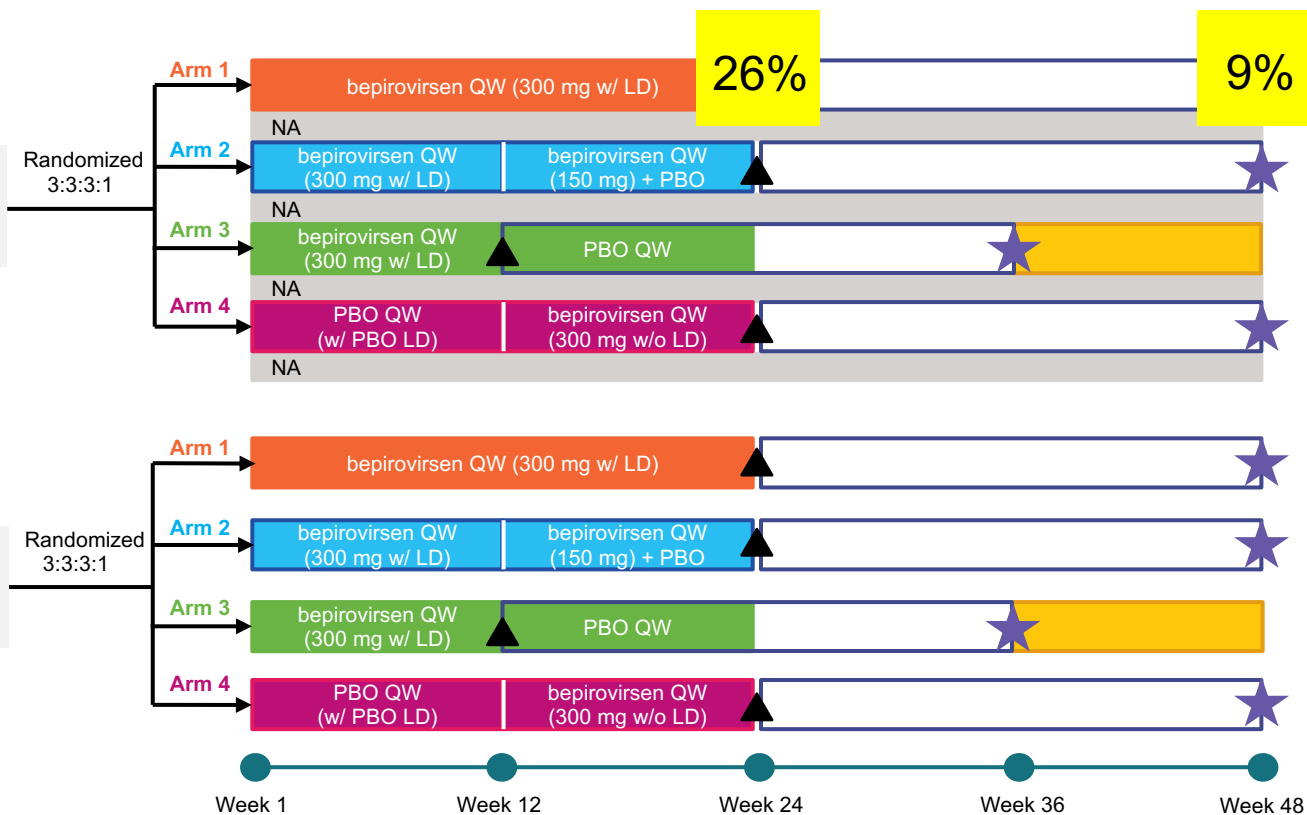 26%
9%
Arm 1
bepirovirsen QW (300 mg w/ LD)
NA
Randomized
3:3:3:1
Arm 2
bepirovirsen QW
(300 mg w/ LD)
bepirovirsen QW
(150 mg) + PBO
NA
Arm 3
bepirovirsen QW
(300 mg w/ LD)
PBO QW
NA
Arm 4
PBO QW
(w/ PBO LD)
bepirovirsen QW
(300 mg w/o LD)
NA
Arm 1
bepirovirsen QW (300 mg w/ LD)
Randomized
3:3:3:1
Arm 2
bepirovirsen QW
(300 mg w/ LD)
bepirovirsen QW
(150 mg) + PBO
Arm 3
bepirovirsen QW
(300 mg w/ LD)
PBO QW
Arm 4
PBO QW
(w/ PBO LD)
bepirovirsen QW
(300 mg w/o LD)
Week 1
Week 12
Week 24
Week 36
Week 48